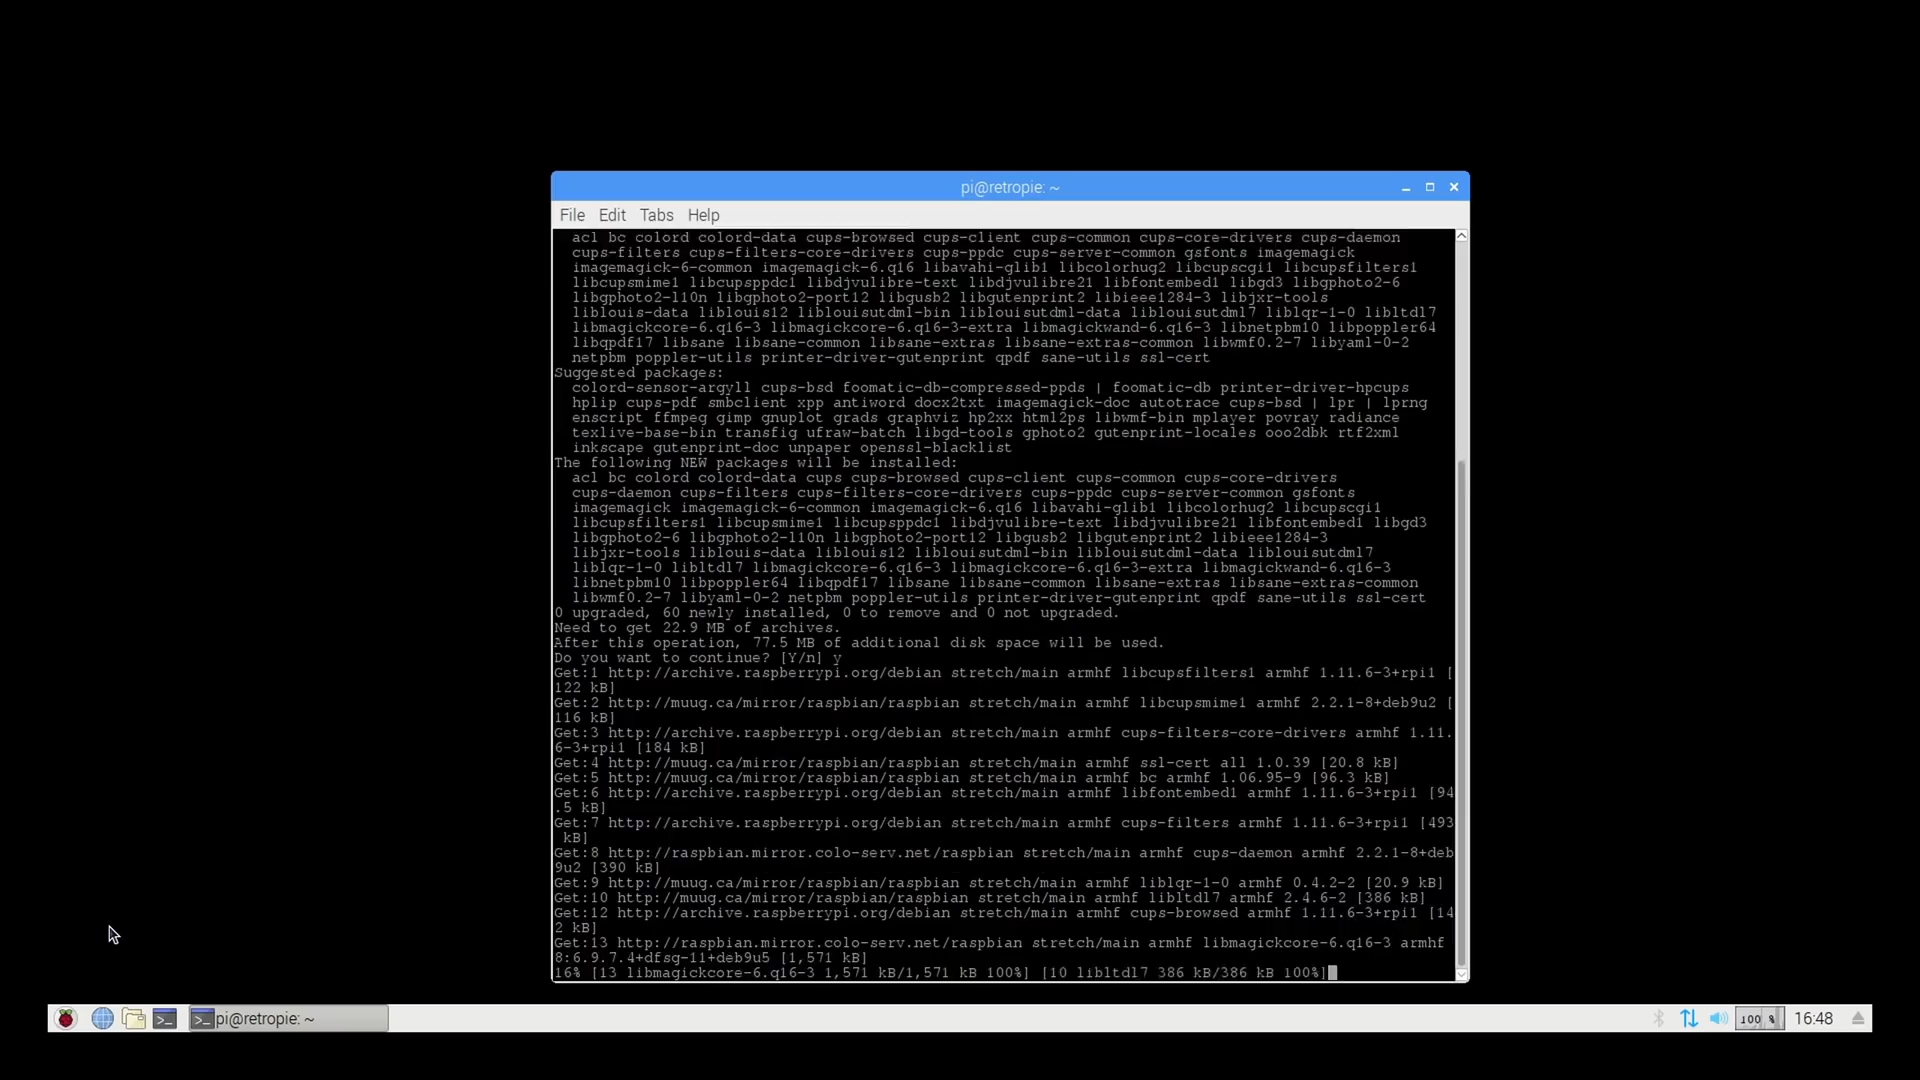 pi@retropie: ~
File Edit Tabs Help
acl bc colord colord-data cups-browsed cups-client cups-common cups-core-drivers cups-daemon
cups-filters cups-filters-core-drivers cups-ppdc cups-server-common gsfonts imagemagick
imagemagick-6-common imagemagick-6.q16 libavahi-glib1 libcolorhug2 libcupscgi1 libcupsfilters1
libcupsmime1 libcupsppdc1 libdjvulibre-text libdjvulibre21 libfontembed1 libgd3 libgphoto2-6
libgphoto2-l10n libgphoto2-port12 libgusb2 libgutenprint2 libieee1284-3 libjxr-tools
liblouis-data liblouis12 liblouisutdml-bin liblouisutdml-data liblouisutdml7 liblqr-1-0 libltdl7
libmagickcore-6.q16-3 libmagickcore-6.q16-3-extra libmagickwand-6.q16-3 libnetpbm10 libpoppler64
libqpdf17 libsane libsane-common libsane-extras libsane-extras-common libwmf0.2-7 libyaml-0-2
netpbm poppler-utils printer-driver-gutenprint qpdf sane-utils ssl-cert
Suggested packages:
colord-sensor-argyll cups-bsd foomatic-db-compressed-ppds | foomatic-db printer-driver-hpcups
hplip cups-pdf smbclient xpp antiword docx2txt imagemagick-doc autotrace cups-bsd | lpr | lprng
enscript ffmpeg gimp gnuplot grads graphviz hp2xx html2ps libwmf-bin mplayer povray radiance
texlive-base-bin transfig ufraw-batch libgd-tools gphoto2 gutenprint-locales ooo2dbk rtf2xml
inkscape gutenprint-doc unpaper openssl-blacklist
The following NEW packages will be installed:
acl bc colord colord-data cups cups-browsed cups-client cups-common cups-core-drivers
cups-daemon cups-filters cups-filters-core-drivers cups-ppdc cups-server-common gsfonts
imagemagick imagemagick-6-common imagemagick-6.q16 libavahi-glib1 libcolorhug2 libcupscgi1
libcupsfilters1 libcupsmime1 libcupsppdc1 libdjvulibre-text libdjvulibre21 libfontembed1 libgd3
libgphoto2-6 libgphoto2-l10n libgphoto2-port12 libgusb2 libgutenprint2 libieee1284-3
libjxr-tools liblouis-data liblouis12 liblouisutdml-bin liblouisutdml-data liblouisutdml7
liblqr-1-0 libltdl7 libmagickcore-6.q16-3 libmagickcore-6.q16-3-extra libmagickwand-6.q16-3
libnetpbm10 libpoppler64 libqpdf17 libsane libsane-common libsane-extras libsane-extras-common
libwmf0.2-7 libyaml-0-2 netpbm poppler-utils printer-driver-gutenprint qpdf sane-utils ssl-cert
0 upgraded, 60 newly installed, 0 to remove and 0 not upgraded.
Need to get 22.9 MB of archives.
After this operation, 77.5 MB of additional disk space will be used.
Do you want to continue? [Y/n] y
Get:1 http://archive.raspberrypi.org/debian stretch/main armhf libcupsfilters1 armhf 1.11.6-3+rpi1 [
122 kB]
Get:2 http://muug.ca/mirror/raspbian/raspbian stretch/main armhf libcupsmime1 armhf 2.2.1-8+deb9u2 [
116 kB]
Get:3 http://archive.raspberrypi.org/debian stretch/main armhf cups-filters-core-drivers armhf 1.11.
6-3+rpi1 [184 kB]
Get:4 http://muug.ca/mirror/raspbian/raspbian stretch/main armhf ssl-cert all 1.0.39 [20.8 kB]
Get:5 http://muug.ca/mirror/raspbian/raspbian stretch/main armhf bc armhf 1.06.95-9 [96.3 kB]
Get:6 http://archive.raspberrypi.org/debian stretch/main armhf libfontembed1 armhf 1.11.6-3+rpi1 [94
.5 kB]
Get:7 http://archive.raspberrypi.org/debian stretch/main armhf cups-filters armhf 1.11.6-3+rpi1 [493
kB]
Get:8 http://raspbian.mirror.colo-serv.net/raspbian stretch/main armhf cups-daemon armhf 2.2.1-8+deb
9u2 [390 kB]
Get:9 http://muug.ca/mirror/raspbian/raspbian stretch/main armhf liblqr-1-0 armhf 0.4.2-2 [20.9 kB]
Get:10 http://muug.ca/mirror/raspbian/raspbian stretch/main armhf libltdl7 armhf 2.4.6-2 [386 kB]
Get:12 http://archive.raspberrypi.org/debian stretch/main armhf cups-browsed armhf 1.11.6-3+rpi1 [14
2 kB]
Get:13 http://raspbian.mirror.colo-serv.net/raspbian stretch/main armhf libmagickcore-6.q16-3 armhf
8:6.9.7.4+dfsg-11+deb9u5 [1,571 kB]
16% [13 libmagickcore-6.q16-3 1,571 kB/1,571 kB 100%] [10 libltdl7 386 kB/386 kB 100%]
pi@retropie: ~
100 %
16:48